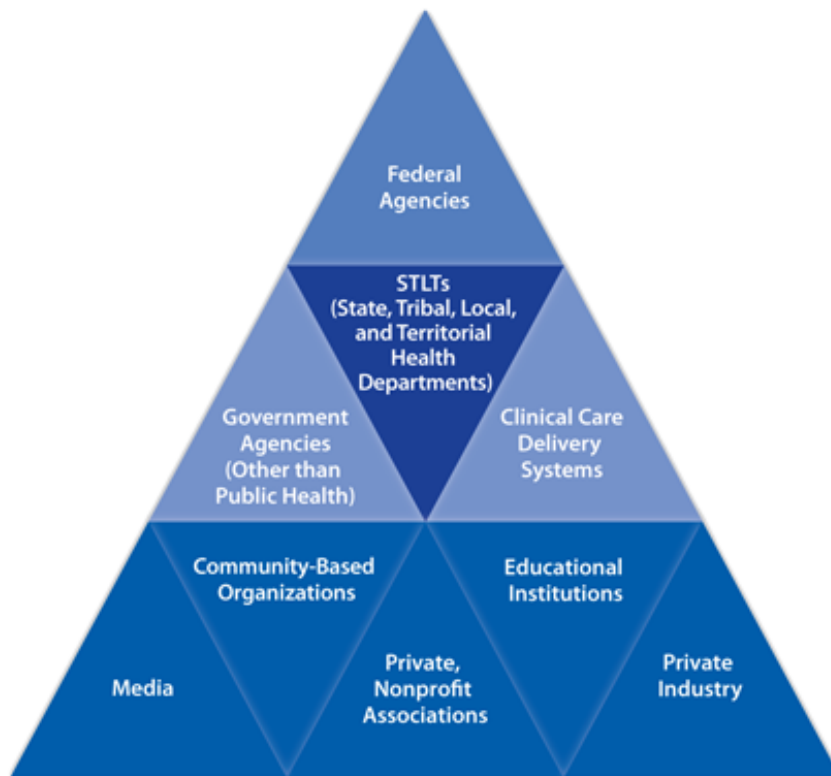 Federal
Agencies
STLTs
(State, Tribal, Local,
and Territorial
Health
Departments)
Government
Agencies
(Other than
Public Health)
Clinical Care
Delivery
Systems
Community-Based
Organizations
Educational
Institutions
Media
Private,
Nonprofit
Associations
Private
Industry